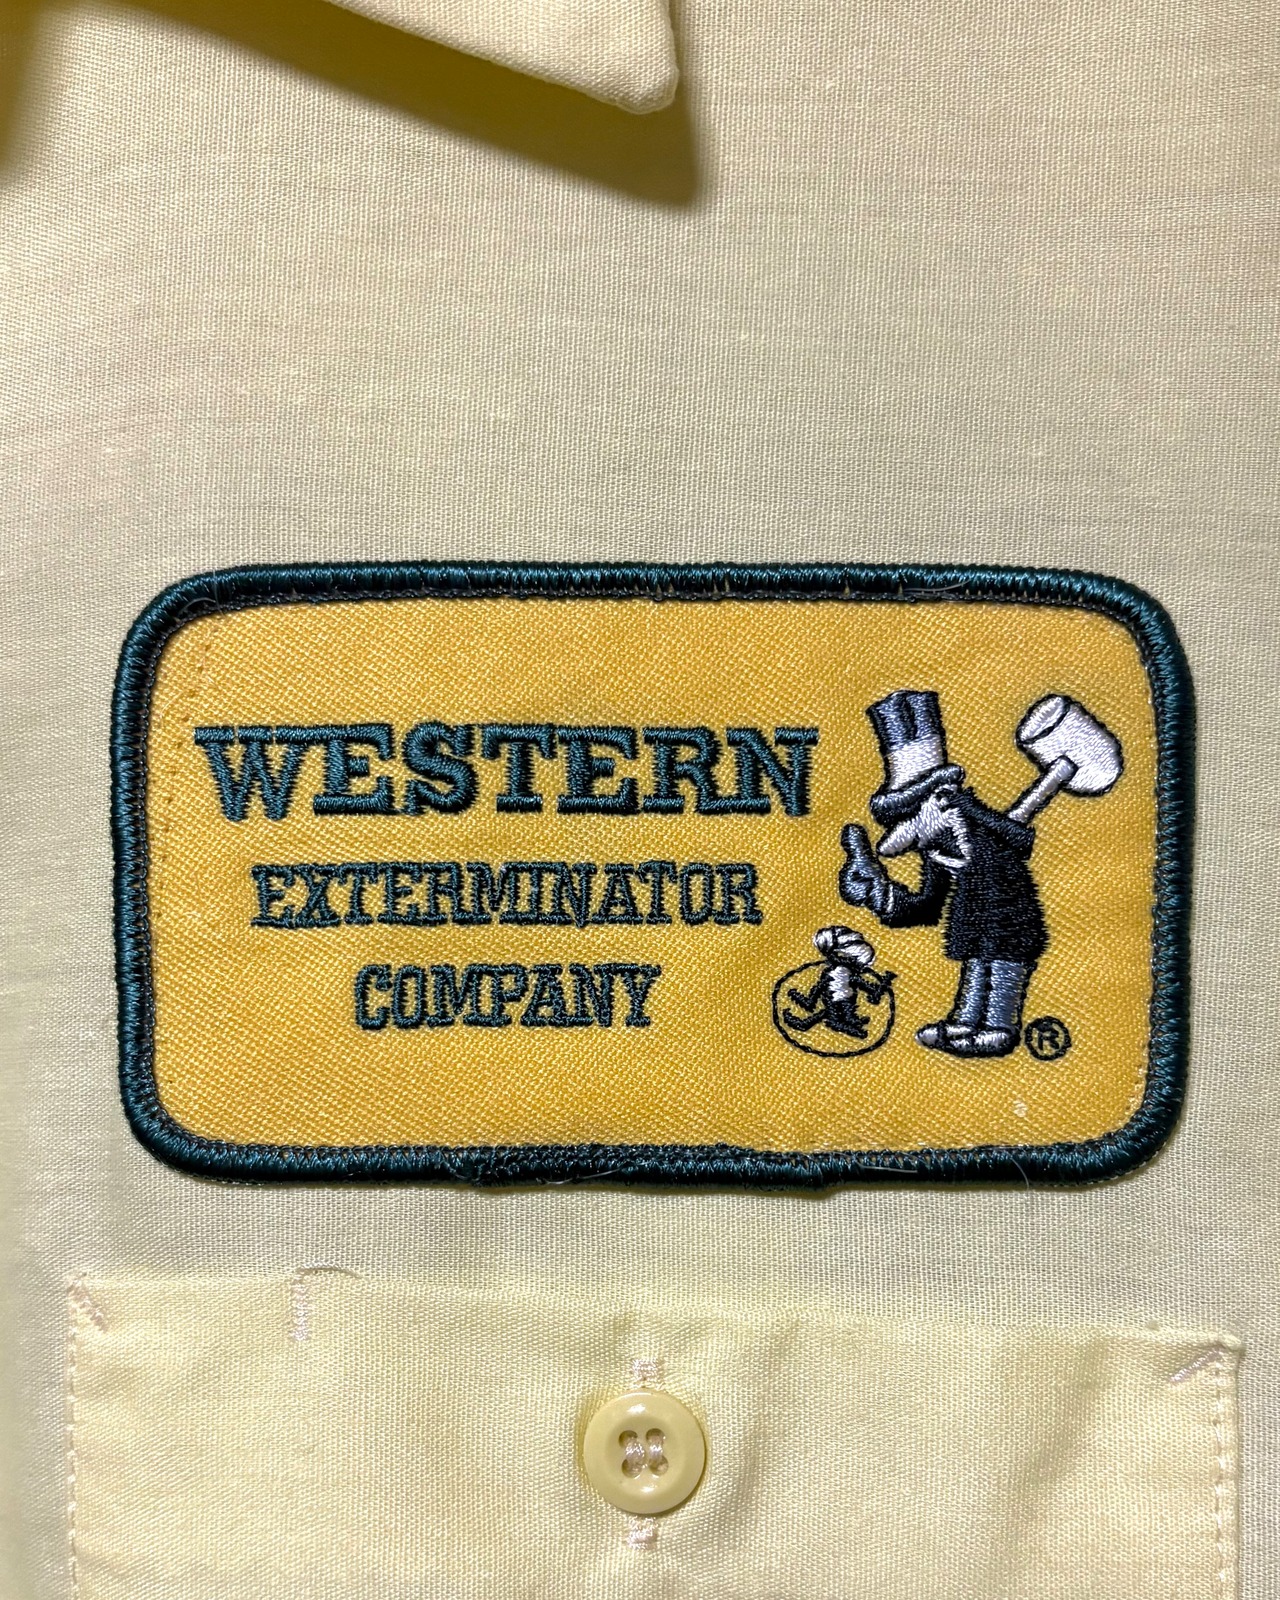 WESTERN
EXTERMINATOR
COMPANY
®